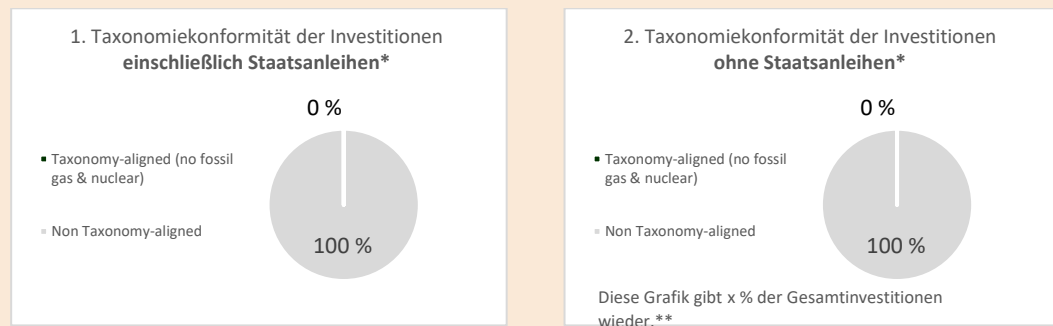 1. Taxonomiekonformität der Investitionen
einschließlich Staatsanleihen*
0 %
Taxonomy-aligned (no fossil
gas & nuclear)
Non Taxonomy-aligned
100 %
2. Taxonomiekonformität der Investitionen
ohne Staatsanleihen*
0 %
Taxonomy-aligned (no fossil
gas & nuclear)
Non Taxonomy-aligned
100 %
Diese Grafik gibt x % der Gesamtinvestitionen
wieder.**